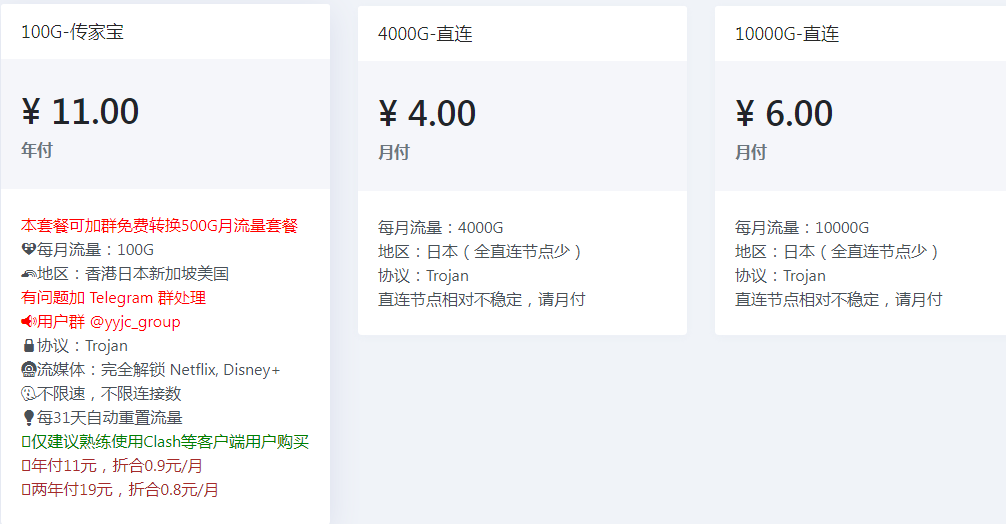 100G-传家宝
¥ 11.00
年付
本套餐可加群免费转换500G月流量套餐
每月流量：100G
地区：香港日本新加坡美国
有问题加 Telegram 群处理
用户群 @yyjc_group
协议：Trojan
流媒体：完全解锁 Netflix, Disney+
不限速，不限连接数
每31天自动重置流量
仅建议熟练使用Clash等客户端用户购买
年付11元，折合0.9元/月
两年付19元，折合0.8元/月
4000G-直连
¥ 4.00
月付
每月流量：4000G
地区：日本（全直连节点少）
协议：Trojan
直连节点相对不稳定，请月付
10000G-直连
¥ 6.00
月付
每月流量：10000G
地区：日本（全直连节点少）
协议：Trojan
直连节点相对不稳定，请月付